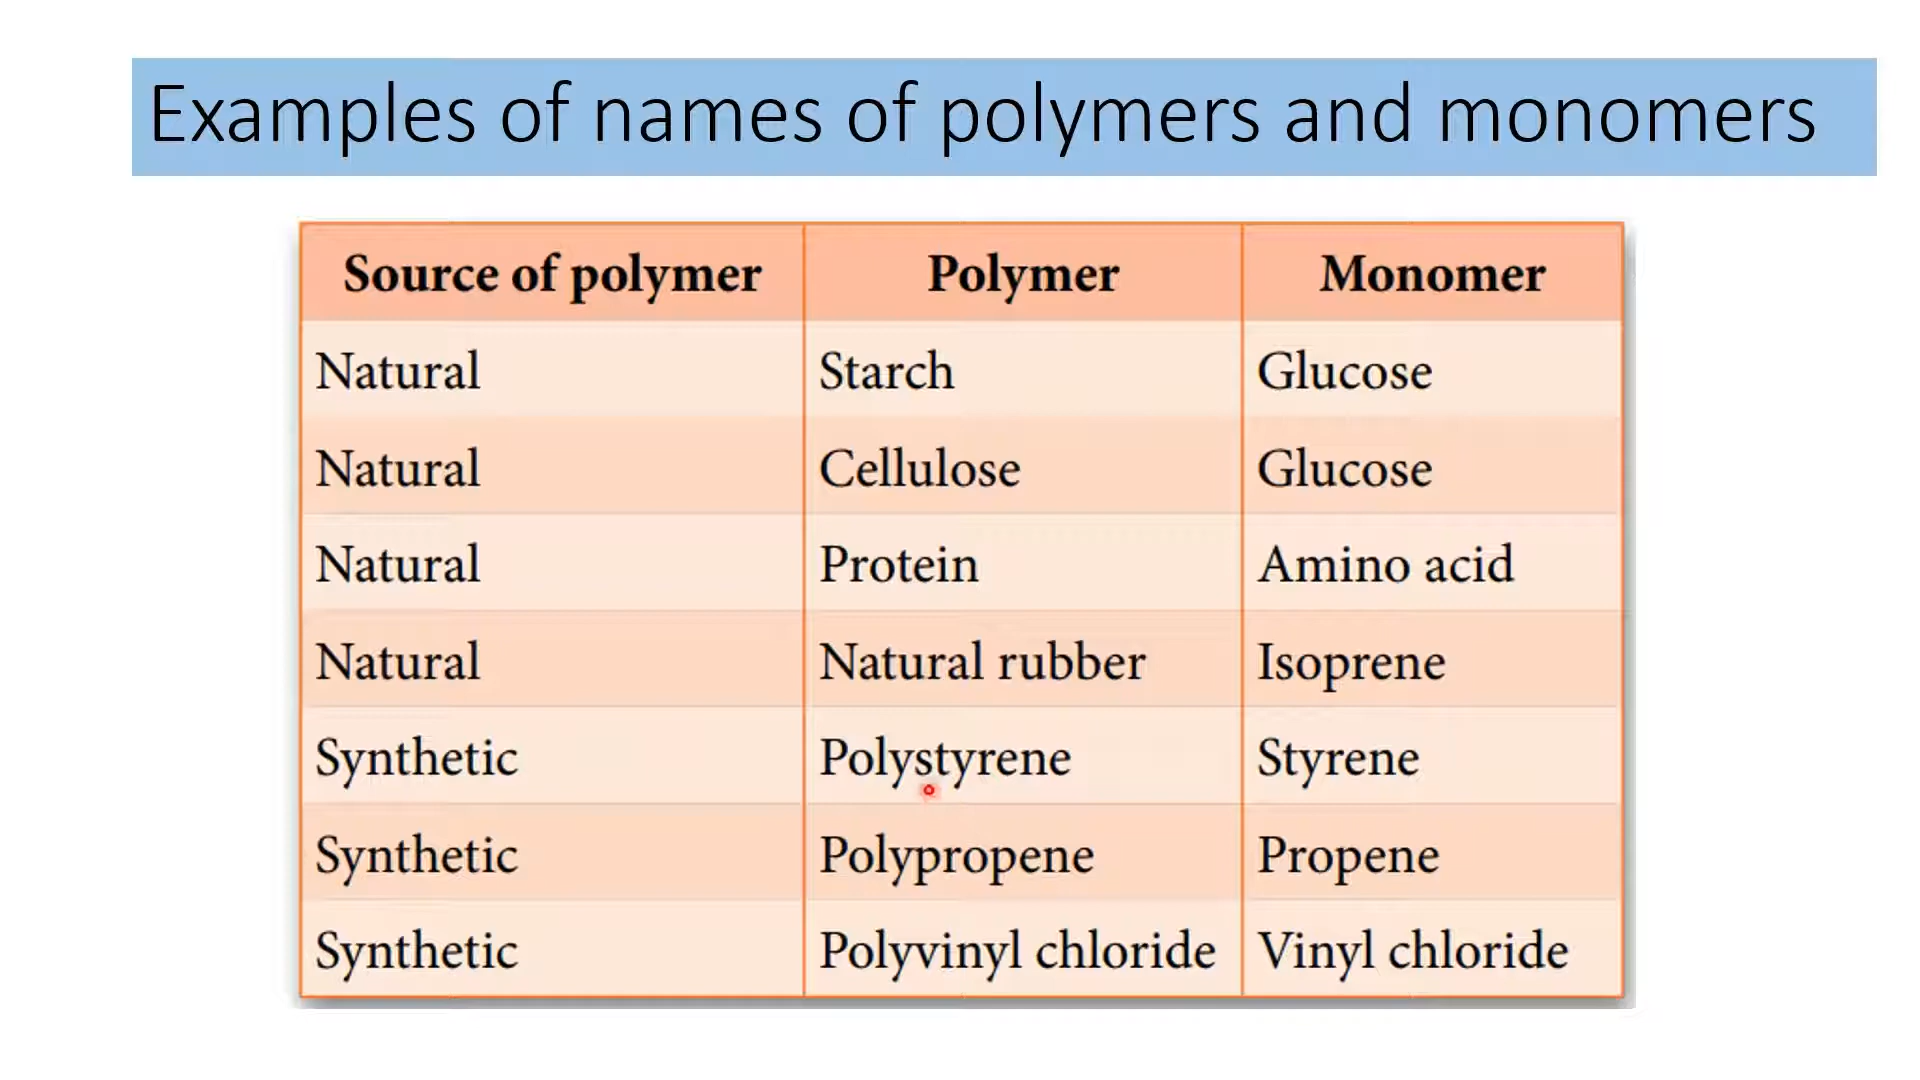 Examples of names of polymers and monomers
Source of polymer Polymer Monomer
Natural Starch Glucose
Natural Cellulose Glucose
Natural Protein Amino acid
Natural Natural rubber Isoprene
Synthetic Polystyrene Styrene
Synthetic Polypropene Propene
Synthetic Polyvinyl chloride Vinyl chloride